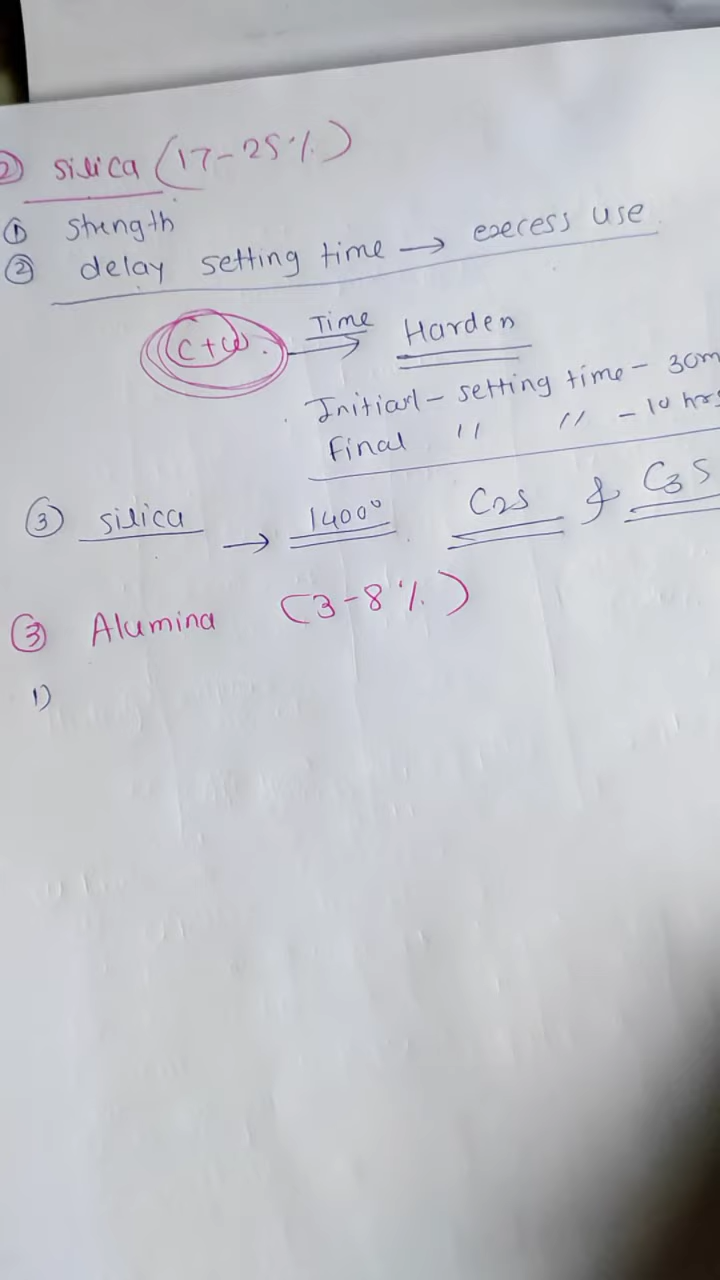 ② silica (17-25%)
① strength
② delay setting time → execess use
C+W. Time → Harden
Initial - setting time - 30m
Final 〃 〃 - 10 hrs
③ silica → 1400° C2S & C3S
③ Alumina (3-8%)
1)